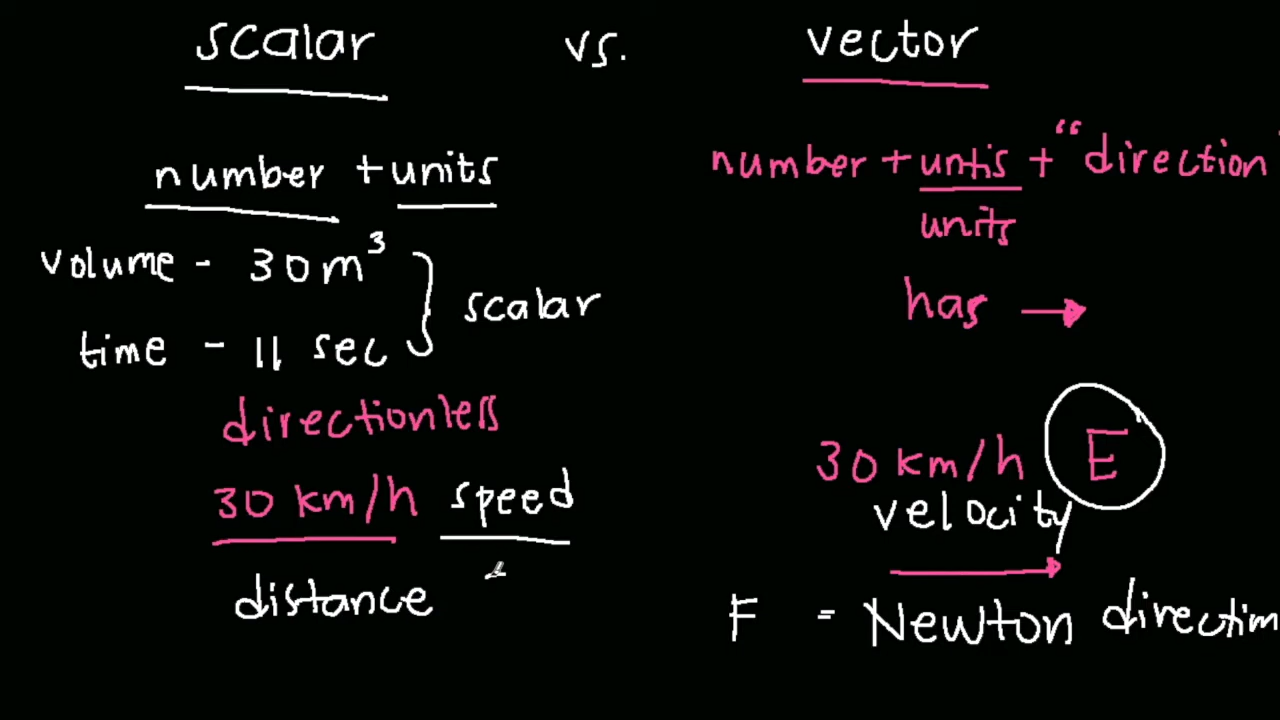 scalar vs. vector
number + units
number + untis + "direction
units
volume - 30 m³
time - 11 sec
scalar
has →
directionless
30 km/h speed
30 km/h E
velocity
distance
F = Newton direction